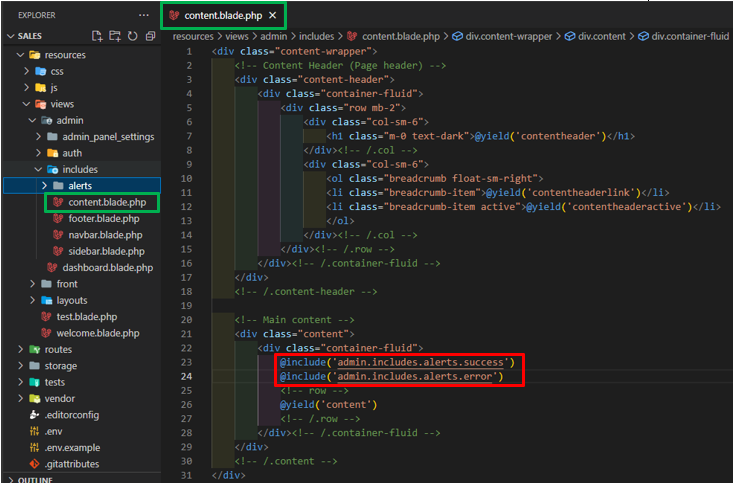 EXPLORER
SALES
resources
css
js
views
admin
admin_panel_settings
auth
includes
alerts
content.blade.php
footer.blade.php
navbar.blade.php
sidebar.blade.php
dashboard.blade.php
front
layouts
test.blade.php
welcome.blade.php
routes
storage
tests
vendor
.editorconfig
.env
.env.example
.gitattributes
OUTLINE
content.blade.php
resources > views > admin > includes > content.blade.php > div.content-wrapper > div.content > div.container-fluid
1 <div class="content-wrapper">
2 <!-- Content Header (Page header) -->
3 <div class="content-header">
4 <div class="container-fluid">
5 <div class="row mb-2">
6 <div class="col-sm-6">
7 <h1 class="m-0 text-dark">@yield('contentheader')</h1>
8 </div><!-- /.col -->
9 <div class="col-sm-6">
10 <ol class="breadcrumb float-sm-right">
11 <li class="breadcrumb-item">@yield('contentheaderlink')</li>
12 <li class="breadcrumb-item active">@yield('contentheaderactive')</li>
13 </ol>
14 </div><!-- /.col -->
15 </div><!-- /.row -->
16 </div><!-- /.container-fluid -->
17 </div>
18 <!-- /.content-header -->
19
20 <!-- Main content -->
21 <div class="content">
22 <div class="container-fluid">
23 @include('admin.includes.alerts.success')
24 @include('admin.includes.alerts.error')
25 <!-- row -->
26 @yield('content')
27 <!-- /.row -->
28 </div><!-- /.container-fluid -->
29 </div>
30 <!-- /.content -->
31 </div>